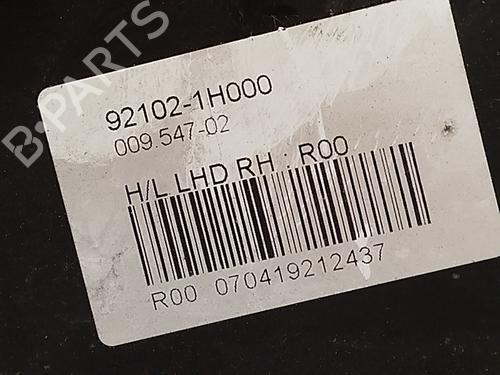 B-PARTS
92102-1H000
009.547-02
H/L LHD RH : R00
R00 070419212437